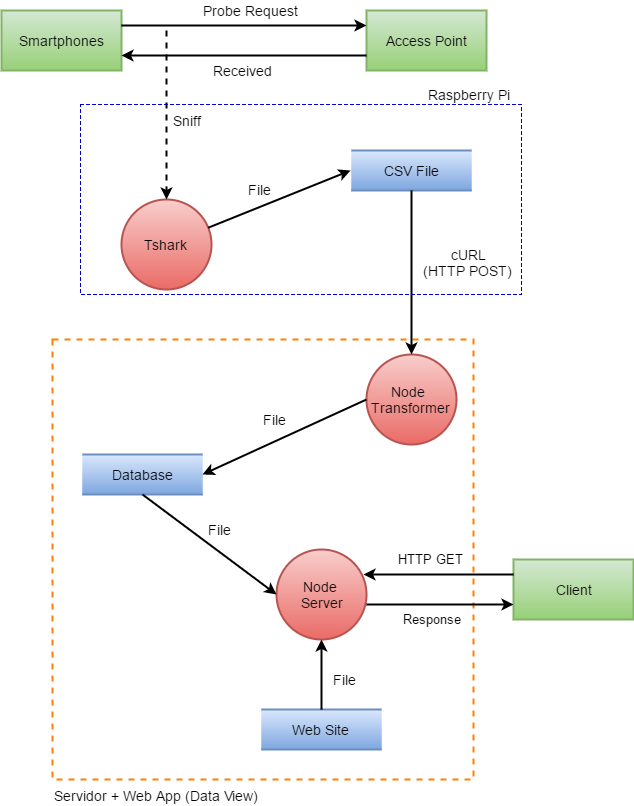 Probe Request
Smartphones
Access Point
Received
Raspberry Pi
Sniff
CSV File
File
Tshark
cURL
(HTTP POST)
Node
Transformer
File
Database
File
HTTP GET
Node
Server
Client
Response
File
Web Site
Servidor + Web App (Data View)